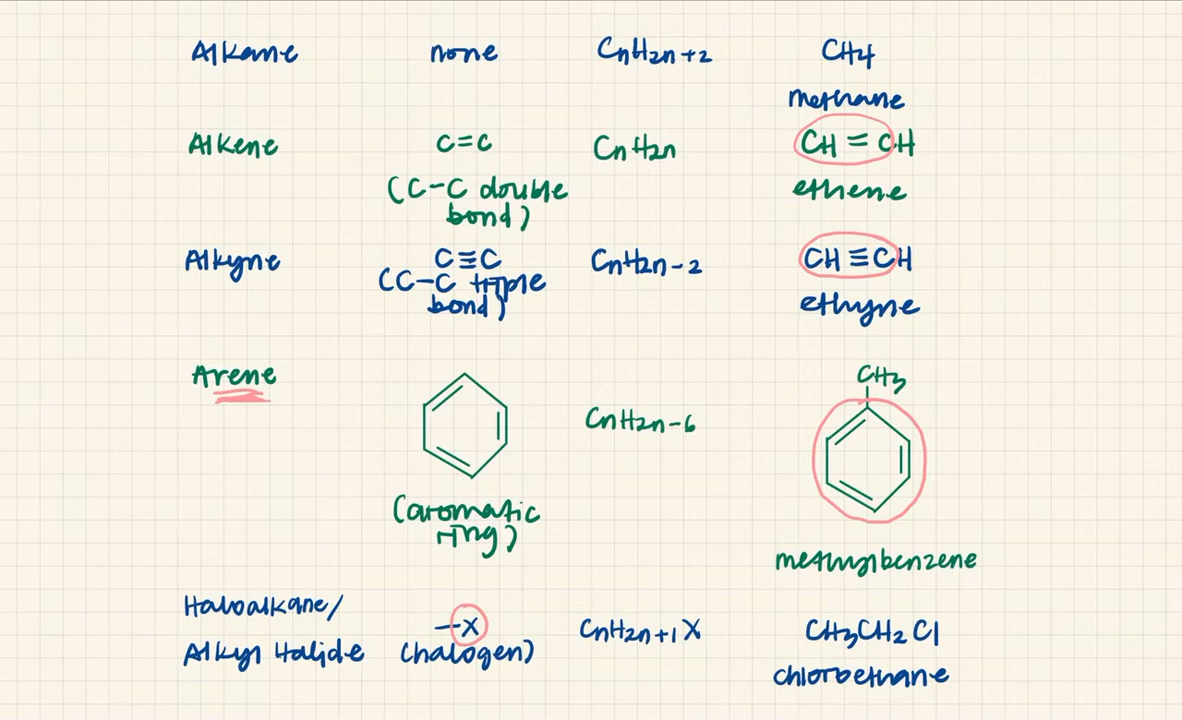 Alkane none CnH2n+2 CH4
methane
Alkene C=C CnH2n CH=CH
(C-C double bond) ethene
Alkyne C≡C CnH2n-2 CH≡CH
(C-C triple bond) ethyne
Arene CH3
CnH2n-6
(aromatic ring)
methylbenzene
Haloalkane/
Alkyl Halide -X CnH2n+1X CH3CH2Cl
(halogen) chloroethane